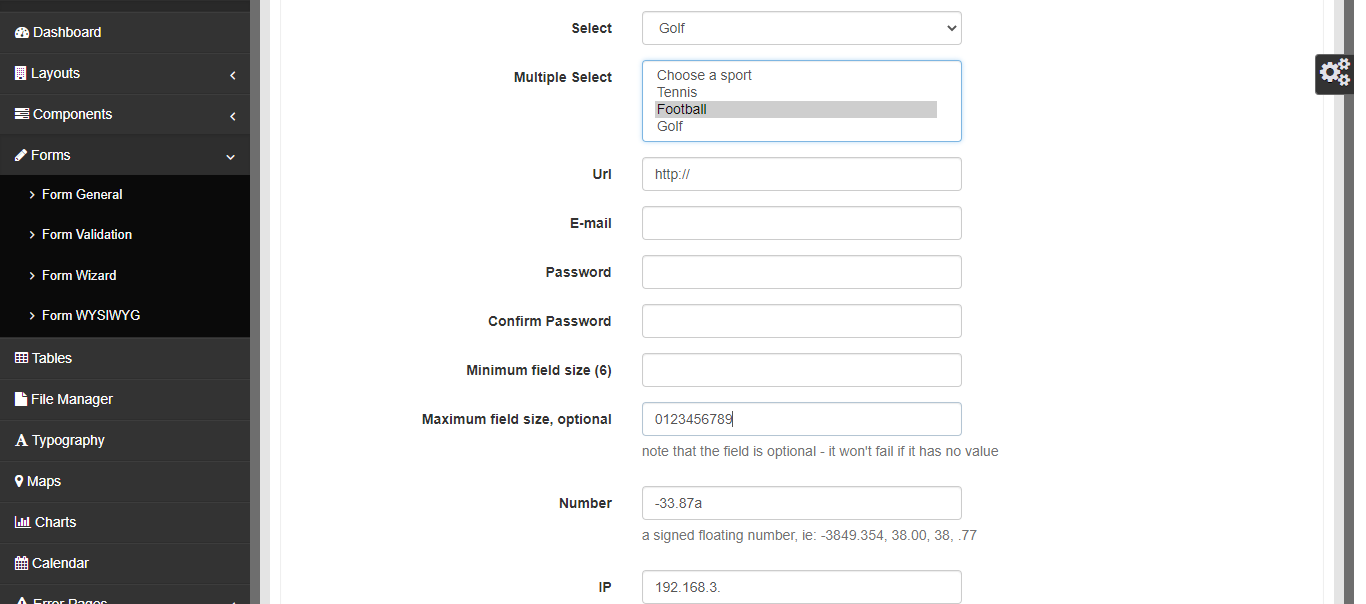 Dashboard
Layouts
Components
Forms
Form General
Form Validation
Form Wizard
Form WYSIWYG
Tables
File Manager
Typography
Maps
Charts
Calendar
Error Pages
Select
Golf
Multiple Select
Choose a sport
Tennis
Football
Golf
Url
http://
E-mail
Password
Confirm Password
Minimum field size (6)
Maximum field size, optional
0123456789
note that the field is optional - it won't fail if it has no value
Number
-33.87a
a signed floating number, ie: -3849.354, 38.00, 38, .77
IP
192.168.3.